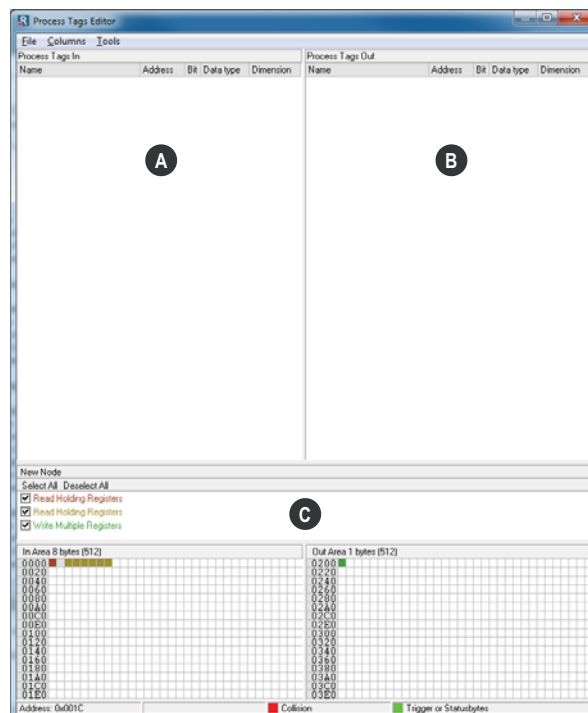 Process Tags Editor
File Columns Tools
Process Tags In
Name Address Bit Data type Dimension
Process Tags Out
Name Address Bit Data type Dimension
A
B
New Node
Select All Deselect All
Read Holding Registers
Read Holding Registers
Write Multiple Registers
C
In Area 8 bytes (512)
0000
0020
0040
0060
0080
00A0
00C0
00E0
0100
0120
0140
0160
0180
01A0
01C0
01E0
Out Area 1 bytes (512)
0200
0220
0240
0260
0280
02A0
02C0
02E0
0300
0320
0340
0360
0380
03A0
03C0
03E0
Address: 0x001C Collision Trigger or Statusbytes